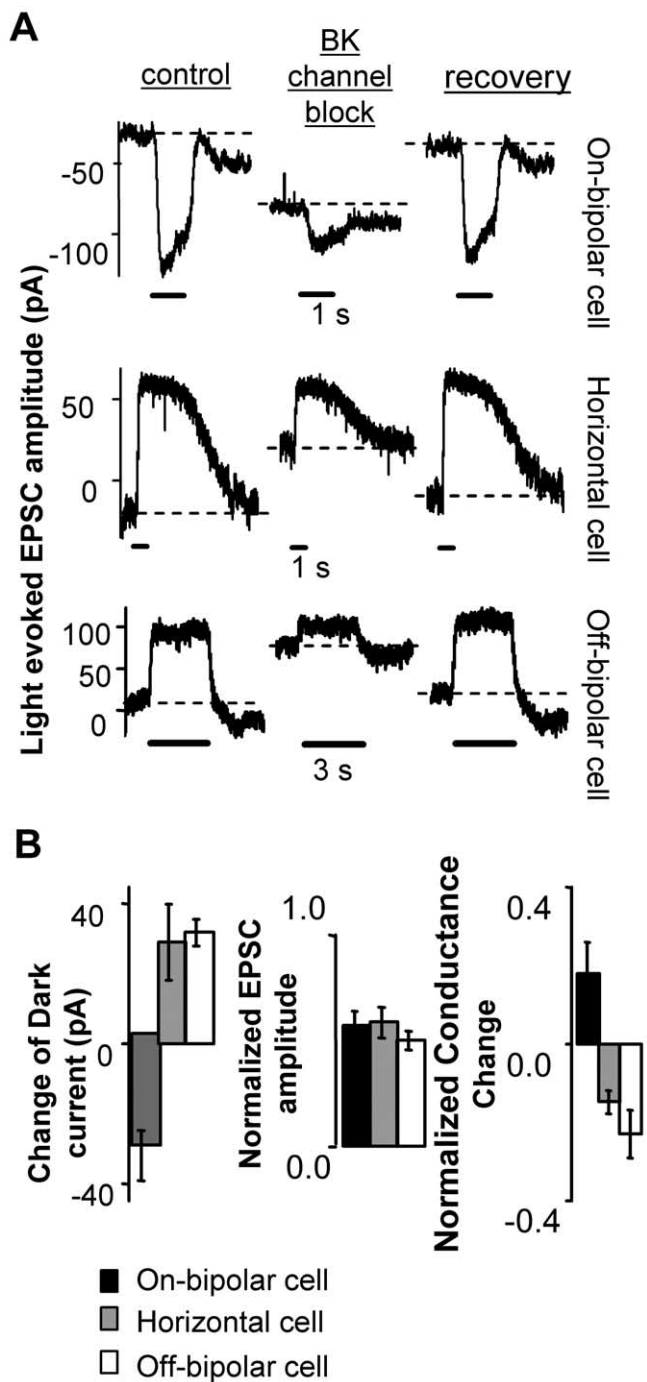 A
control
BK
channel
block
recovery
Light evoked EPSC amplitude (pA)
-50
-100
1 s
On-bipolar cell
50
0
1 s
Horizontal cell
100
50
0
3 s
Off-bipolar cell
B
Change of Dark
current (pA)
40
0
-40
Normalized EPSC
amplitude
1.0
0.0
Normalized Conductance
Change
0.4
0.0
-0.4
On-bipolar cell
Horizontal cell
Off-bipolar cell